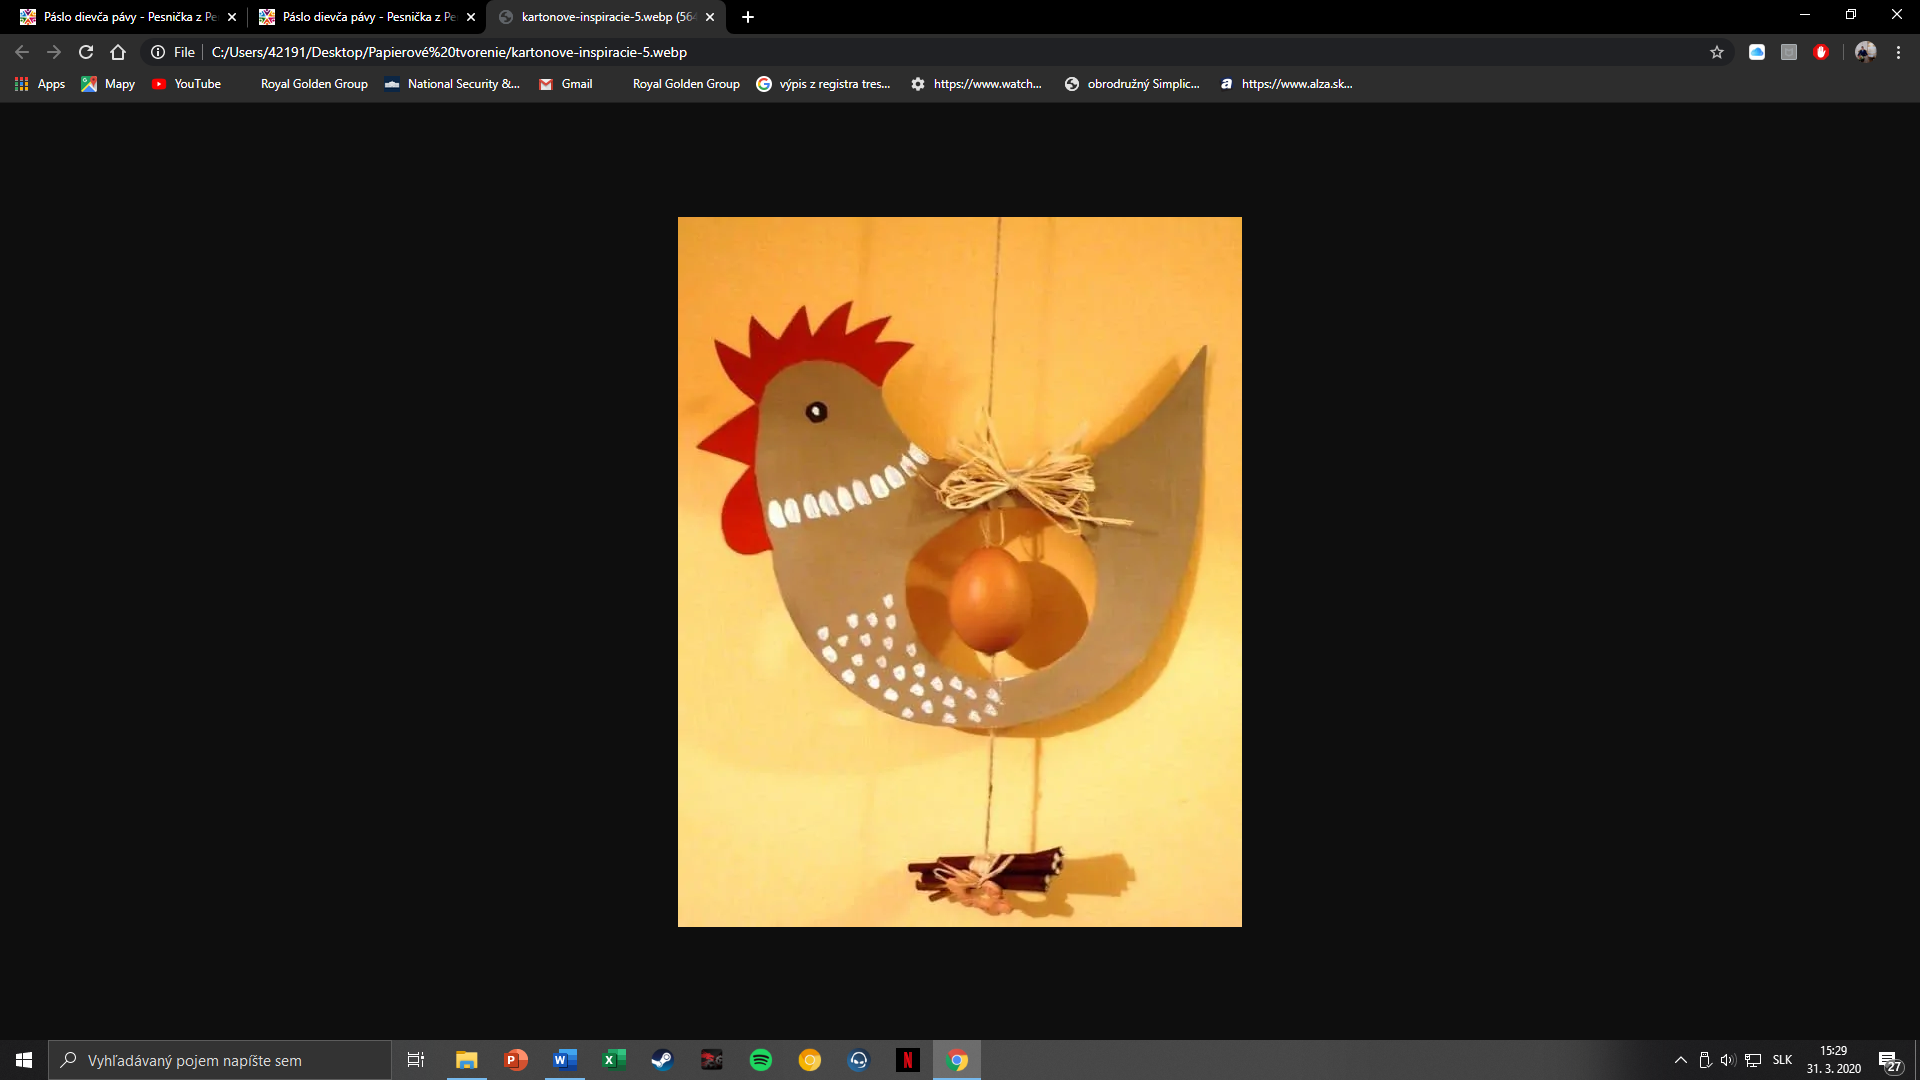 Páslo dievča pávy - Pesnička z Pe
Páslo dievča pávy - Pesnička z Pe
kartonove-inspiracie-5.webp (564
File
C:/Users/42191/Desktop/Papierové%20tvorenie/kartonove-inspiracie-5.webp
Apps
Mapy
YouTube
Royal Golden Group
National Security &...
Gmail
Royal Golden Group
výpis z registra tres...
https://www.watch...
obrodružný Simplic...
https://www.alza.sk...
Vyhľadávaný pojem napíšte sem
SLK
15:29
31. 3. 2020
27